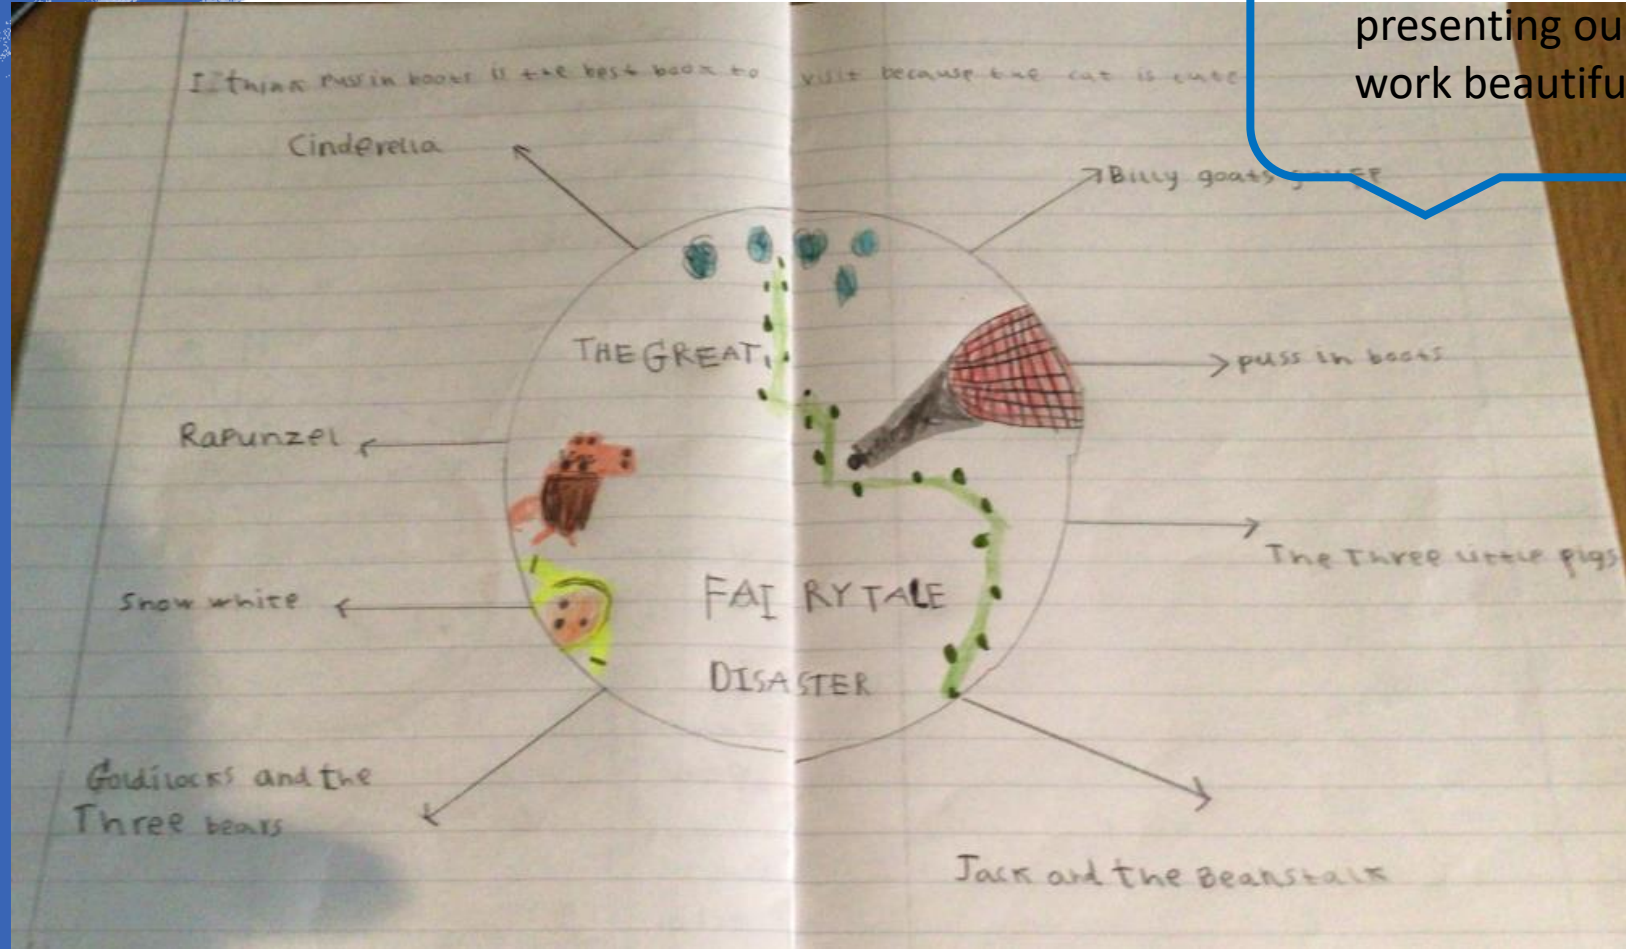 presenting ou
work beautifu
I think Puss in boots is the best book to visit because the cat is cute
Cinderella
Billy goats gruff
THE GREAT
puss in boots
Rapunzel
The Three little pigs
FAIRYTALE
Snow white
DISASTER
Goldilocks and the
Three bears
Jack and the Beanstalk